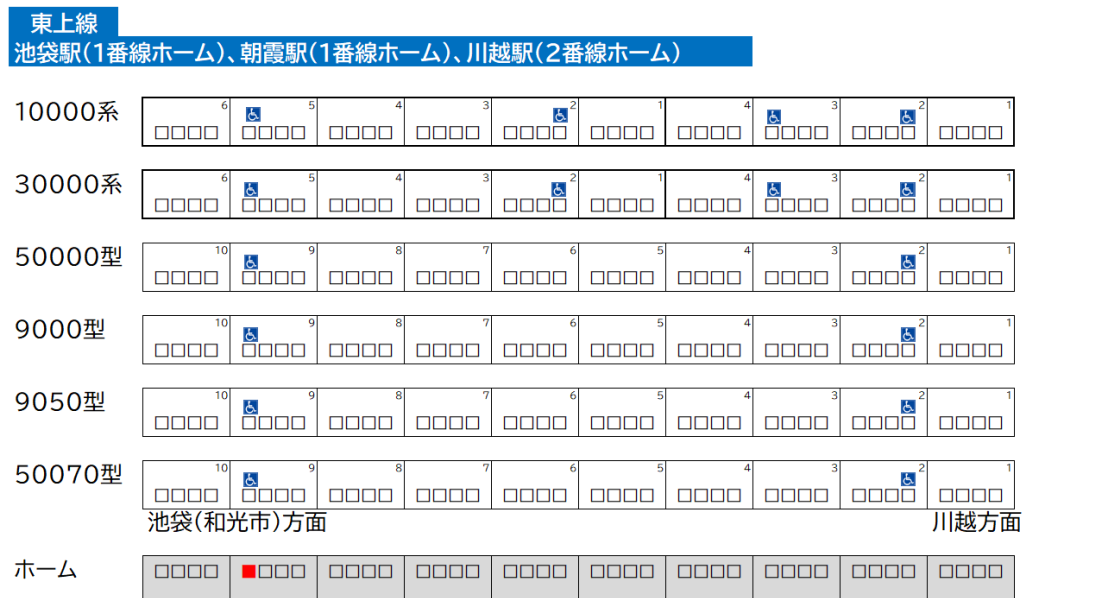 東上線
池袋駅(1番線ホーム)、朝霞駅(1番線ホーム)、川越駅(2番線ホーム)
10000系 6 5 4 3 2 1 4 3 2 1
30000系 6 5 4 3 2 1 4 3 2 1
50000型 10 9 8 7 6 5 4 3 2 1
9000型 10 9 8 7 6 5 4 3 2 1
9050型 10 9 8 7 6 5 4 3 2 1
50070型 10 9 8 7 6 5 4 3 2 1
池袋(和光市)方面 川越方面
ホーム